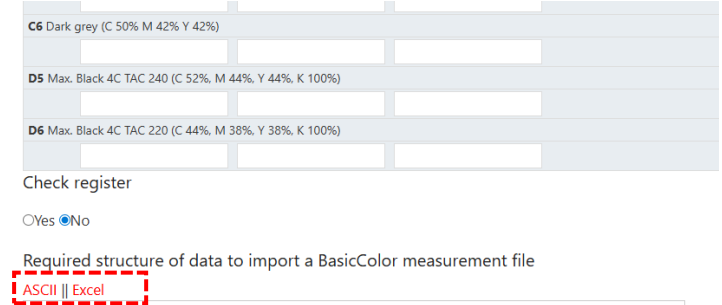 C6 Dark grey (C 50% M 42% Y 42%)
D5 Max. Black 4C TAC 240 (C 52%, M 44%, Y 44%, K 100%)
D6 Max. Black 4C TAC 220 (C 44%, M 38%, Y 38%, K 100%)
Check register
Yes No
Required structure of data to import a BasicColor measurement file
ASCII || Excel